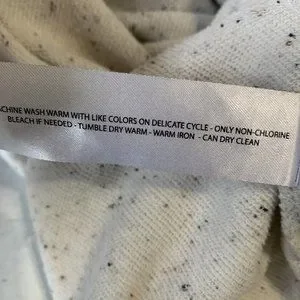 ACHINE WASH WARM WITH LIKE COLORS ON DELICATE CYCLE - ONLY NON-CHLORINE
BLEACH IF NEEDED - TUMBLE DRY WARM - WARM IRON - CAN DRY CLEAN